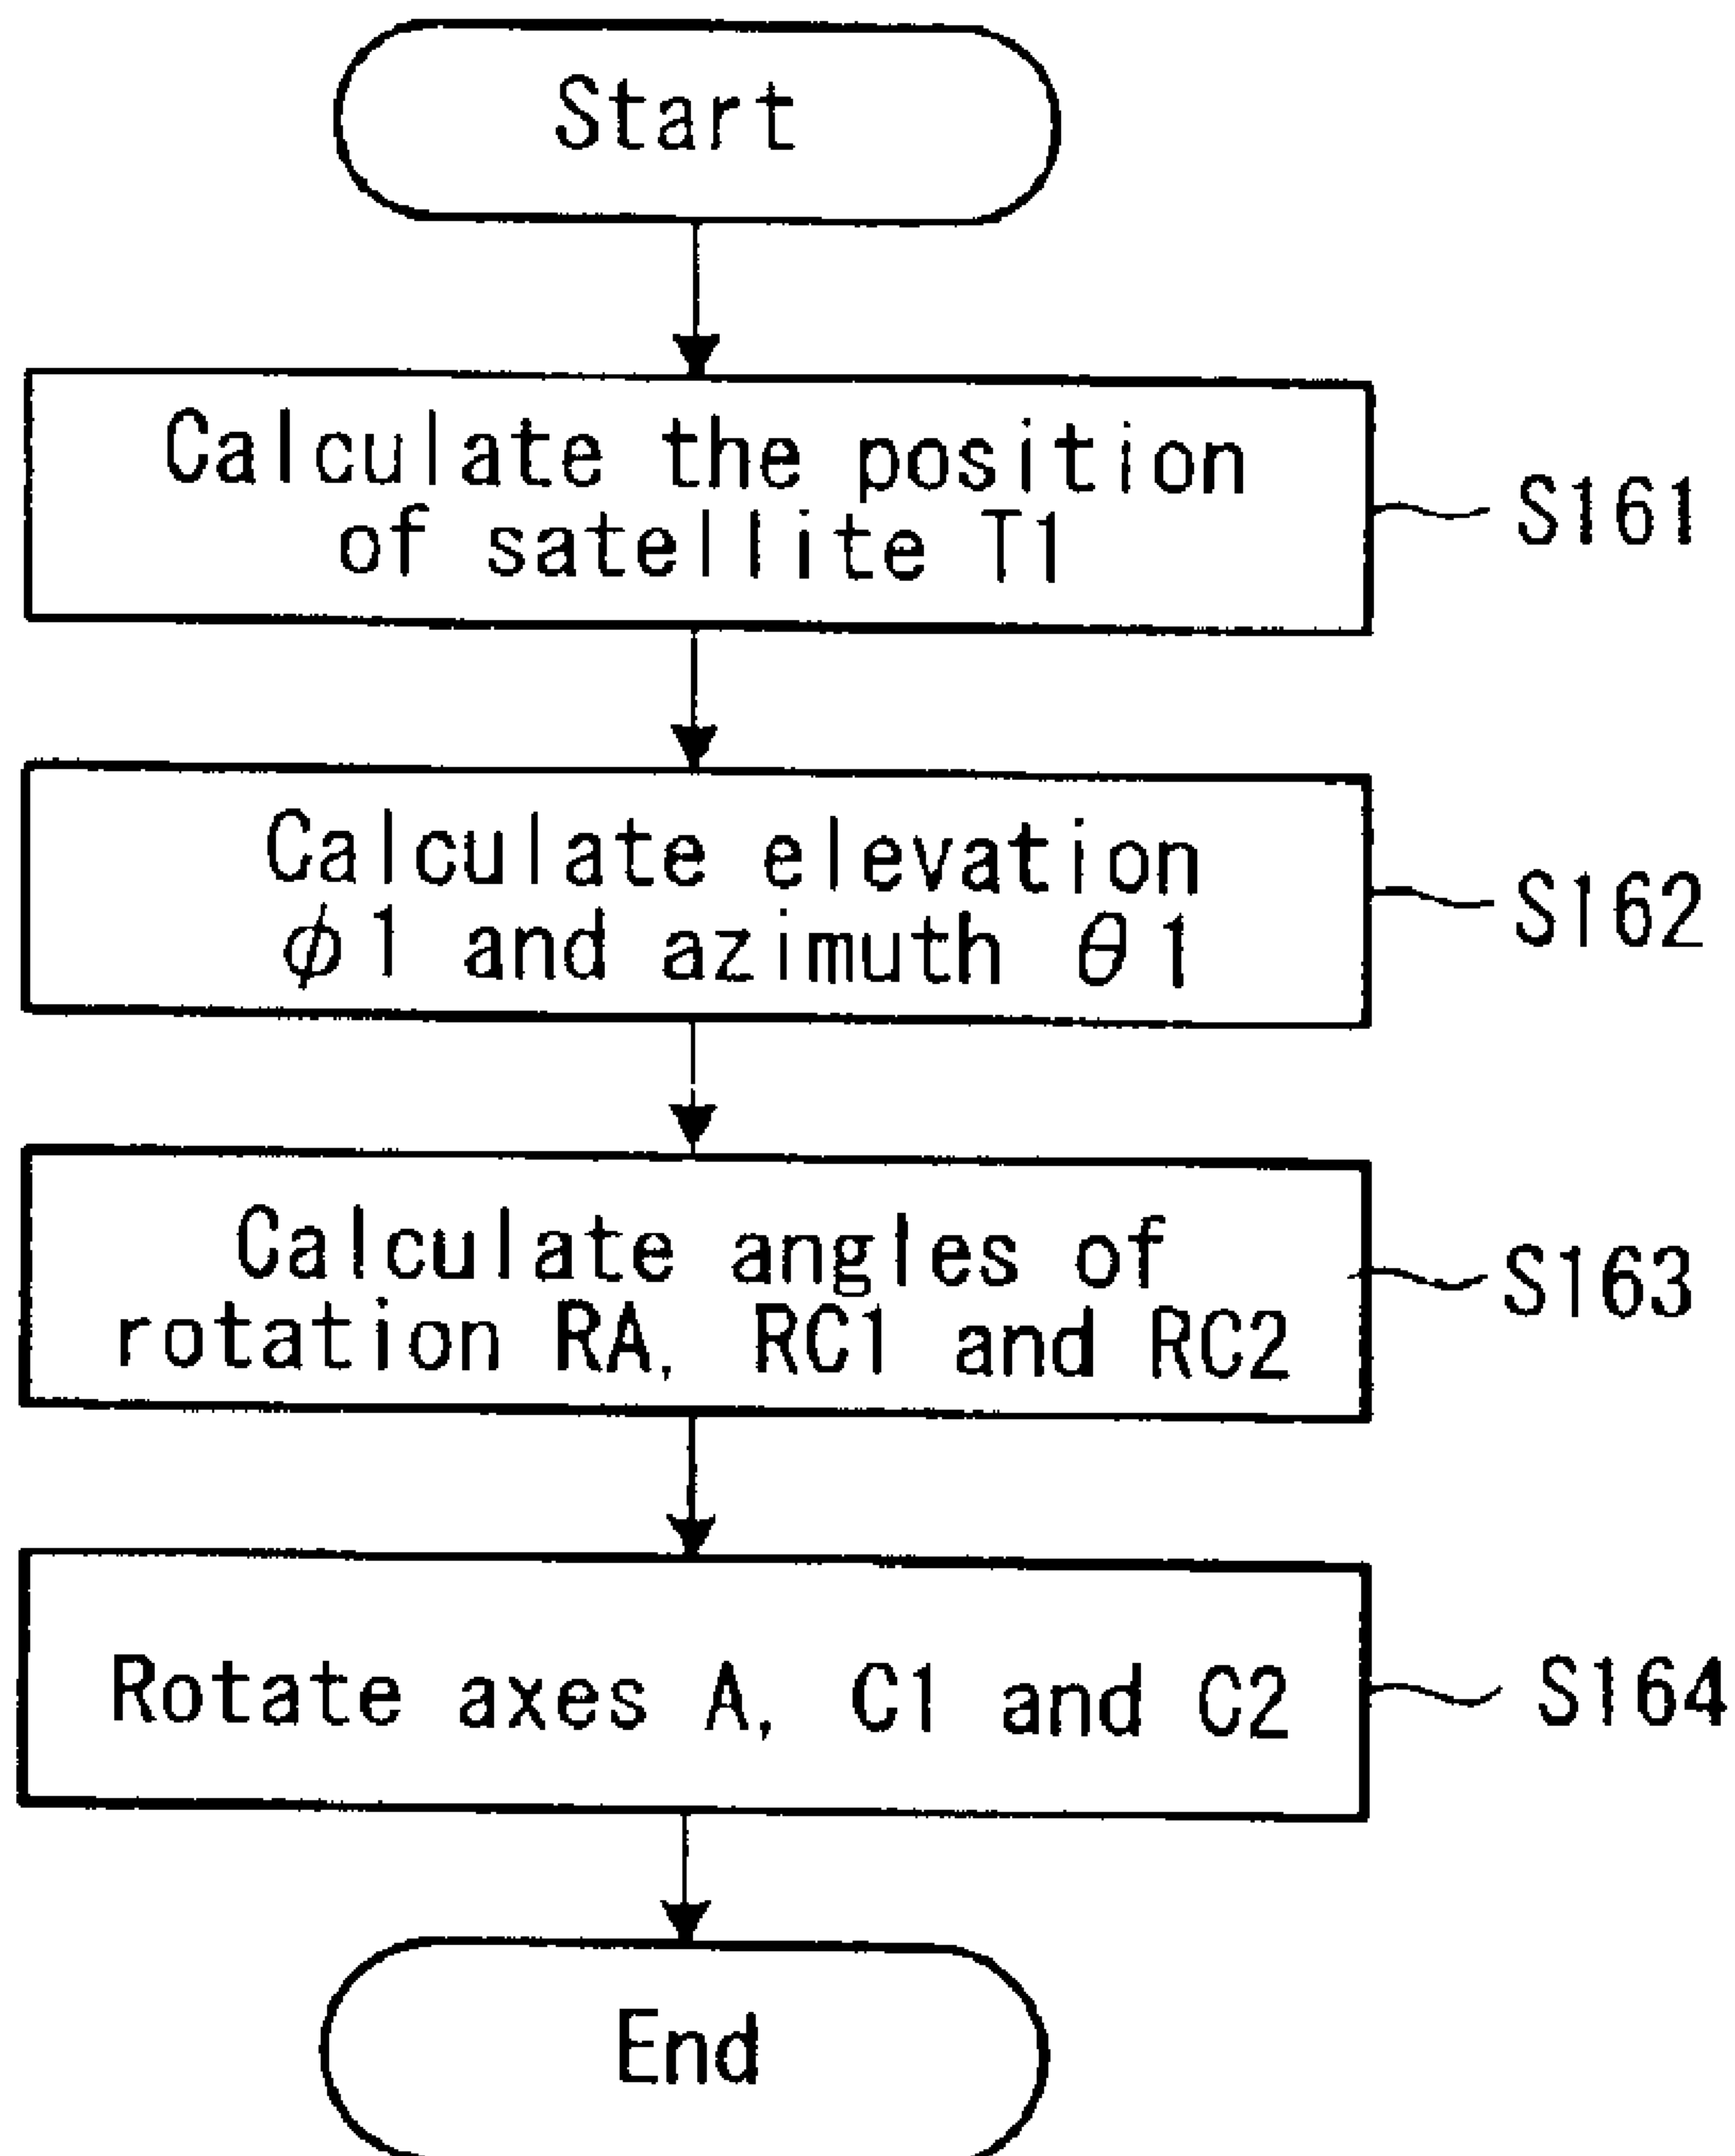 Start
Calculate the position
of satellite T1
S161
Calculate elevation
φ1 and azimuth θ1
S162
Calculate angles of
rotation RA, RC1 and RC2
S163
Rotate axes A, C1 and C2
S164
End